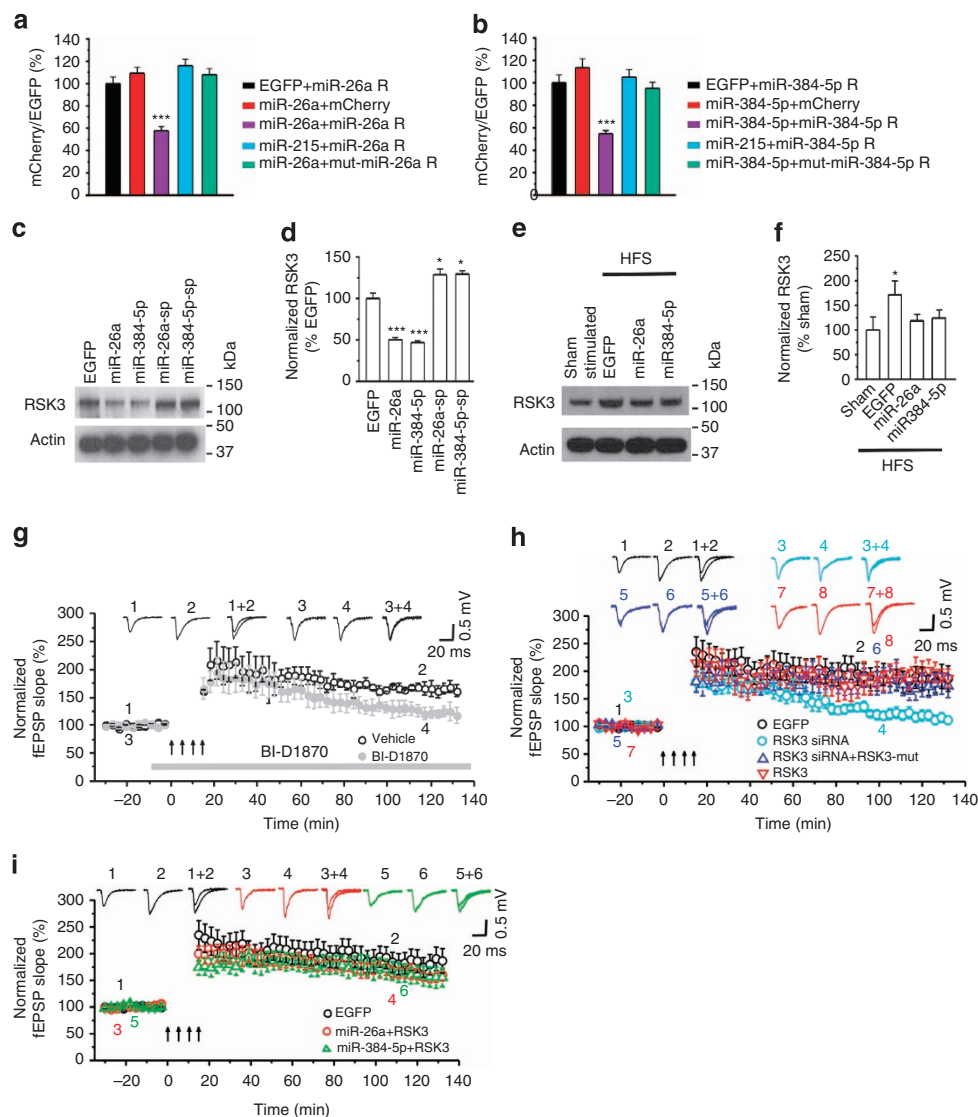 a
mCherry/EGFP (%)
140
120
100
80
60
40
20
0
***
EGFP+miR-26a R
miR-26a+mCherry
miR-26a+miR-26a R
miR-215+miR-26a R
miR-26a+mut-miR-26a R
b
mCherry/EGFP (%)
140
120
100
80
60
40
20
0
***
EGFP+miR-384-5p R
miR-384-5p+mCherry
miR-384-5p+miR-384-5p R
miR-215+miR-384-5p R
miR-384-5p+mut-miR-384-5p R
c
EGFP
miR-26a
miR-384-5p
miR-26a-sp
miR-384-5p-sp
kDa
RSK3
150
100
Actin
50
37
d
Normalized RSK3
(% EGFP)
150
100
50
0
***
***
*
*
EGFP
miR-26a
miR-384-5p
miR-26a-sp
miR-384-5p-sp
e
HFS
Sham
stimulated
EGFP
miR-26a
miR384-5p
kDa
RSK3
150
100
Actin
50
37
f
Normalized RSK3
(% sham)
250
200
150
100
50
0
*
Sham
EGFP
miR-26a
miR384-5p
HFS
g
1 2 1+2 3 4 3+4
0.5 mV
20 ms
Normalized
fEPSP slope (%)
300
250
200
150
100
50
0
1
3
2
4
Vehicle
BI-D1870
BI-D1870
−20 0 20 40 60 80 100 120 140
Time (min)
h
1 2 1+2 3 4 3+4
5 6 5+6 7 8 7+8
0.5 mV
20 ms
Normalized
fEPSP slope (%)
300
250
200
150
100
50
0
3
1
5
7
2
6
8
4
EGFP
RSK3 siRNA
RSK3 siRNA+RSK3-mut
RSK3
−20 0 20 40 60 80 100 120 140
Time (min)
i
1 2 1+2 3 4 3+4 5 6 5+6
0.5 mV
20 ms
Normalized
fEPSP slope (%)
300
250
200
150
100
50
0
1
3
5
2
4
6
EGFP
miR-26a+RSK3
miR-384-5p+RSK3
−20 0 20 40 60 80 100 120 140
Time (min)